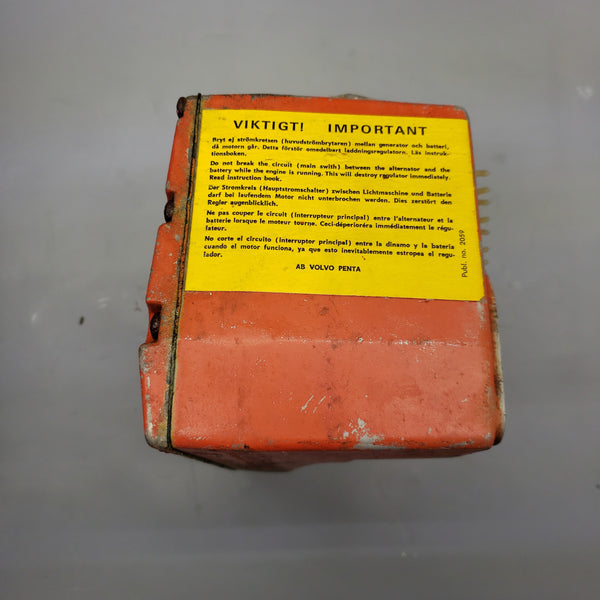 VIKTIGT! IMPORTANT
Bryt ej strömkretsen (huvudströmbrytaren) mellan generator och batteri,
då motorn går. Detta förstör omedelbart laddningsregulatorn. Läs instruk-
tionsboken.
Do not break the circuit (main swith) between the alternator and the
battery while the engine is running. This will destroy regulator immediately.
Read instruction book.
Der Stromkreis (Hauptstromschalter) zwischen Lichtmaschine und Batterie
darf bei laufendem Motor nicht unterbrochen werden. Dies zerstört den
Regler augenblicklich.
Ne pas couper le circuit (Interrupteur principal) entre l'alternateur et la
batterie lorsque le moteur tourne. Ceci-déperioréra immédiatement le régu-
lateur.
No corte el circuito (Interruptor principal) entre la dinamo y la bateria
cuando el motor funciona, ya que esto inevitablemente estropea el regu-
lador.
AB VOLVO PENTA
Publ. no. 2059